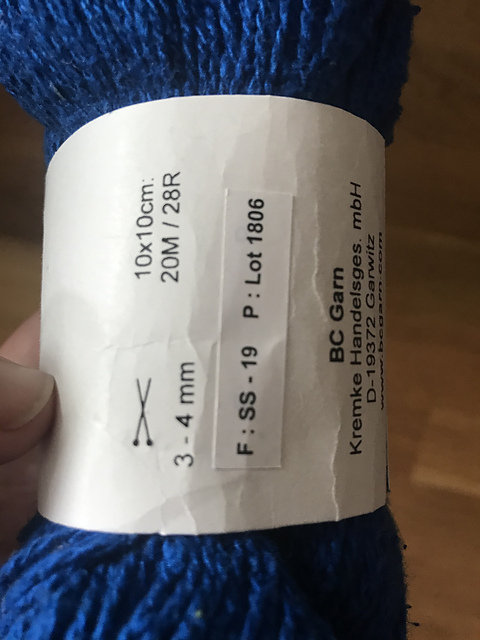 10x10cm:
20M / 28R
3 - 4 mm
F : SS - 19 P : Lot 1806
BC Garn
Kremke Handelsges. mbH
D-19372 Garwitz
www.bcgarn.com